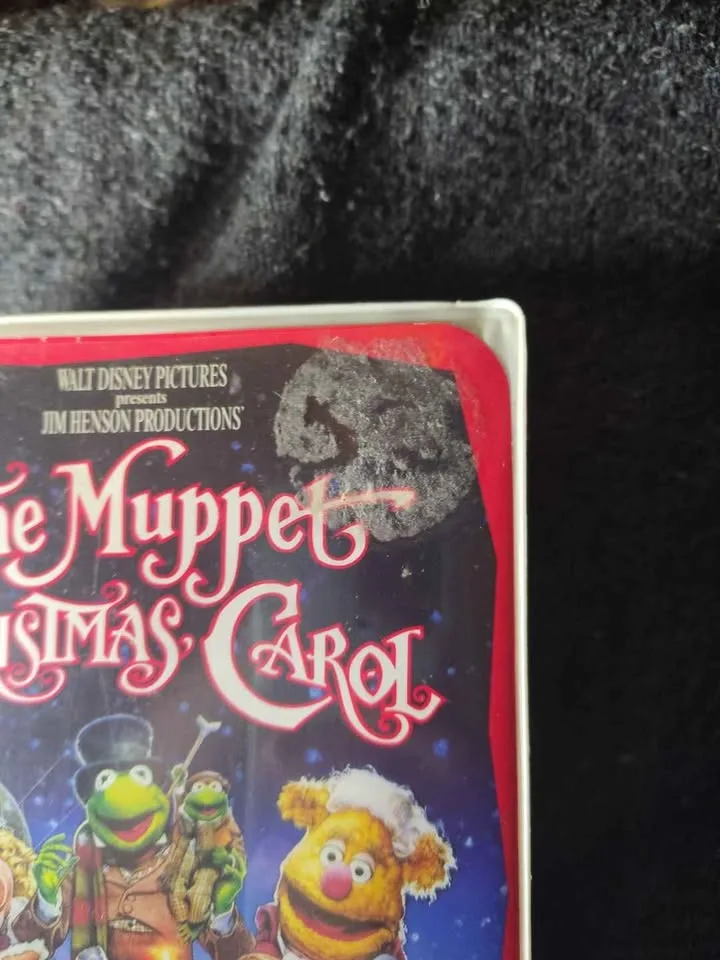 WALT DISNEY PICTURES
presents
JIM HENSON PRODUCTIONS'
he Muppet
ISTMAS CAROL